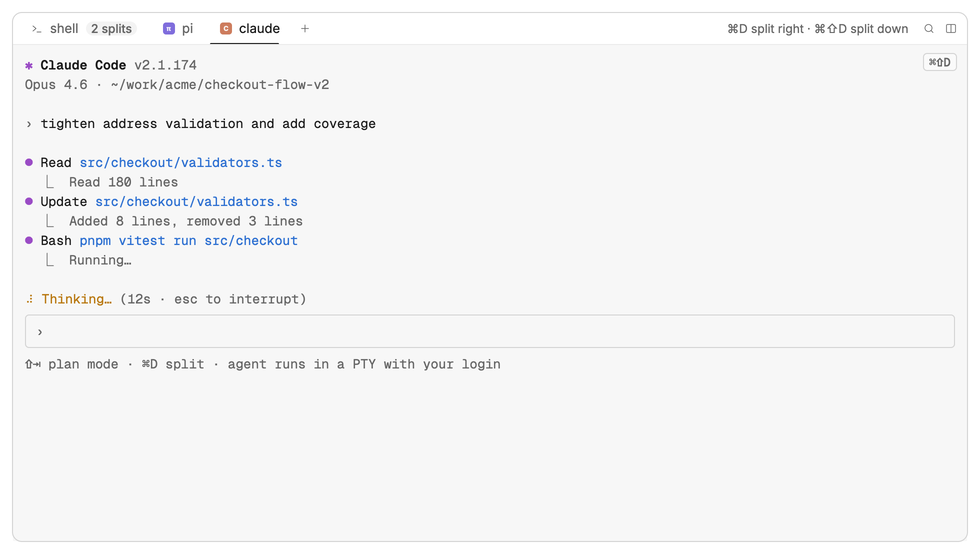 >_ shell 2 splits π pi C claude + ⌘D split right · ⌘⇧D split down
✱ Claude Code v2.1.174 ⌘⇧D
Opus 4.6 · ~/work/acme/checkout-flow-v2
› tighten address validation and add coverage
● Read src/checkout/validators.ts
⎿ Read 180 lines
● Update src/checkout/validators.ts
⎿ Added 8 lines, removed 3 lines
● Bash pnpm vitest run src/checkout
⎿ Running…
⠼ Thinking… (12s · esc to interrupt)
›
⇧⇥ plan mode · ⌘D split · agent runs in a PTY with your login